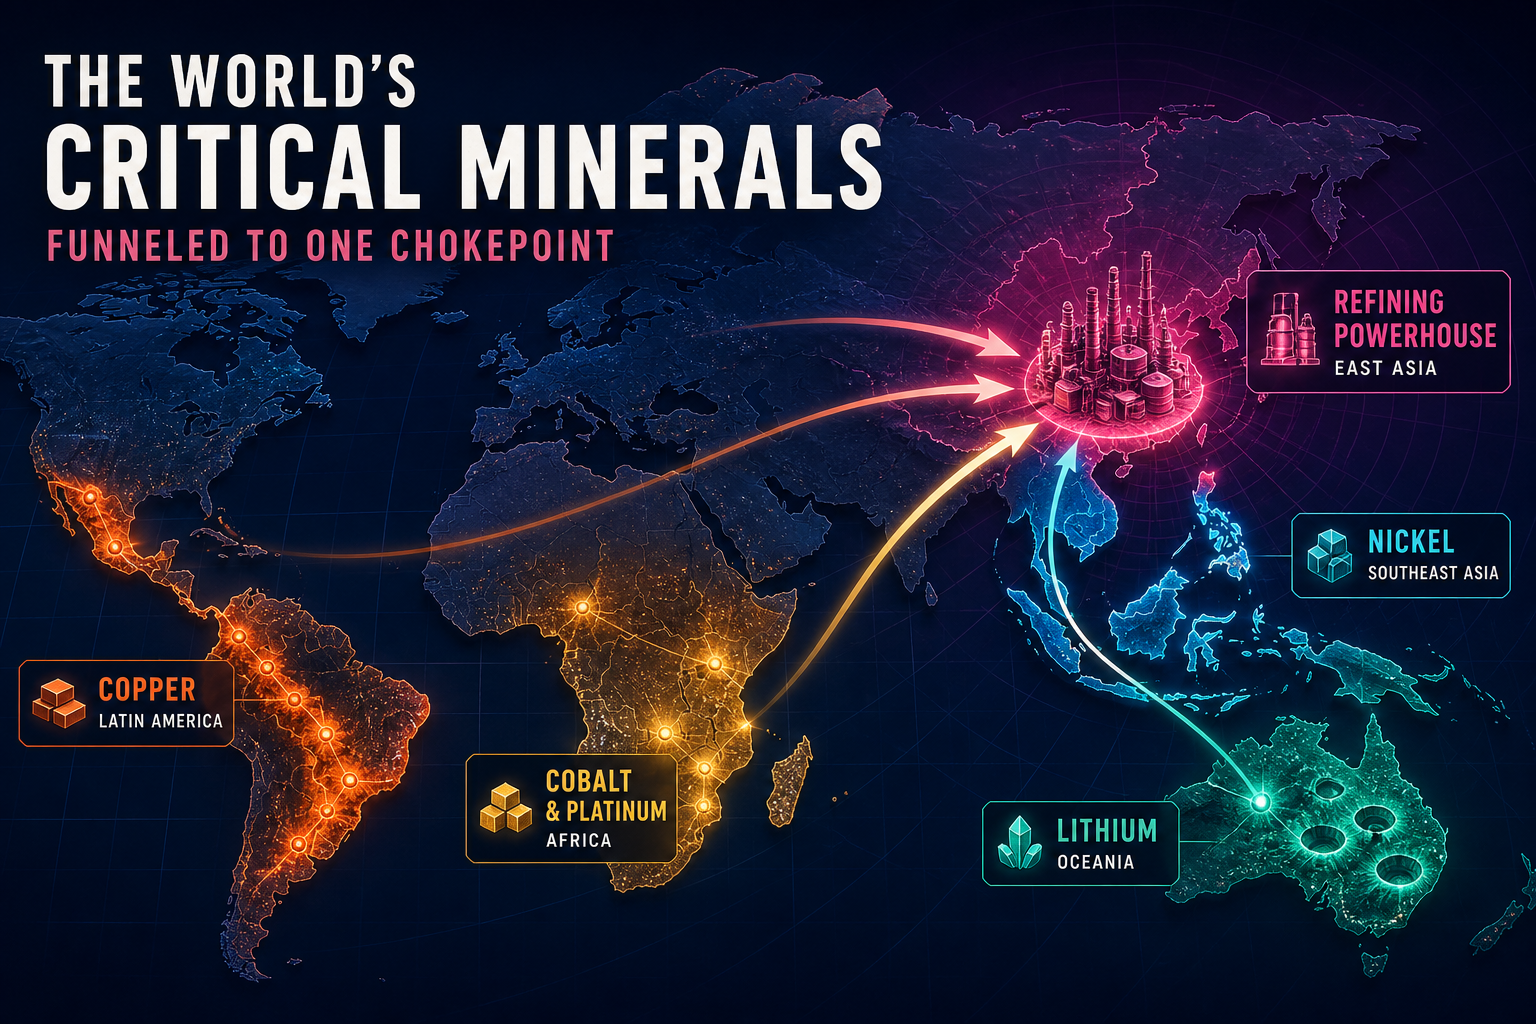 THE WORLD'S
CRITICAL MINERALS
FUNNELED TO ONE CHOKEPOINT
REFINING
POWERHOUSE
EAST ASIA
NICKEL
SOUTHEAST ASIA
COPPER
LATIN AMERICA
COBALT
& PLATINUM
AFRICA
LITHIUM
OCEANIA